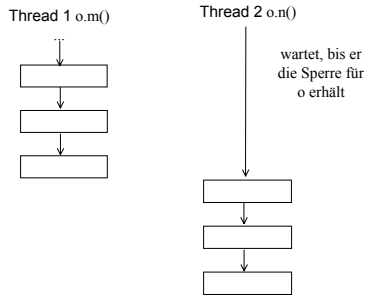 Thread 1 o.m()
...
Thread 2 o.n()
wartet, bis er
die Sperre für
o erhält